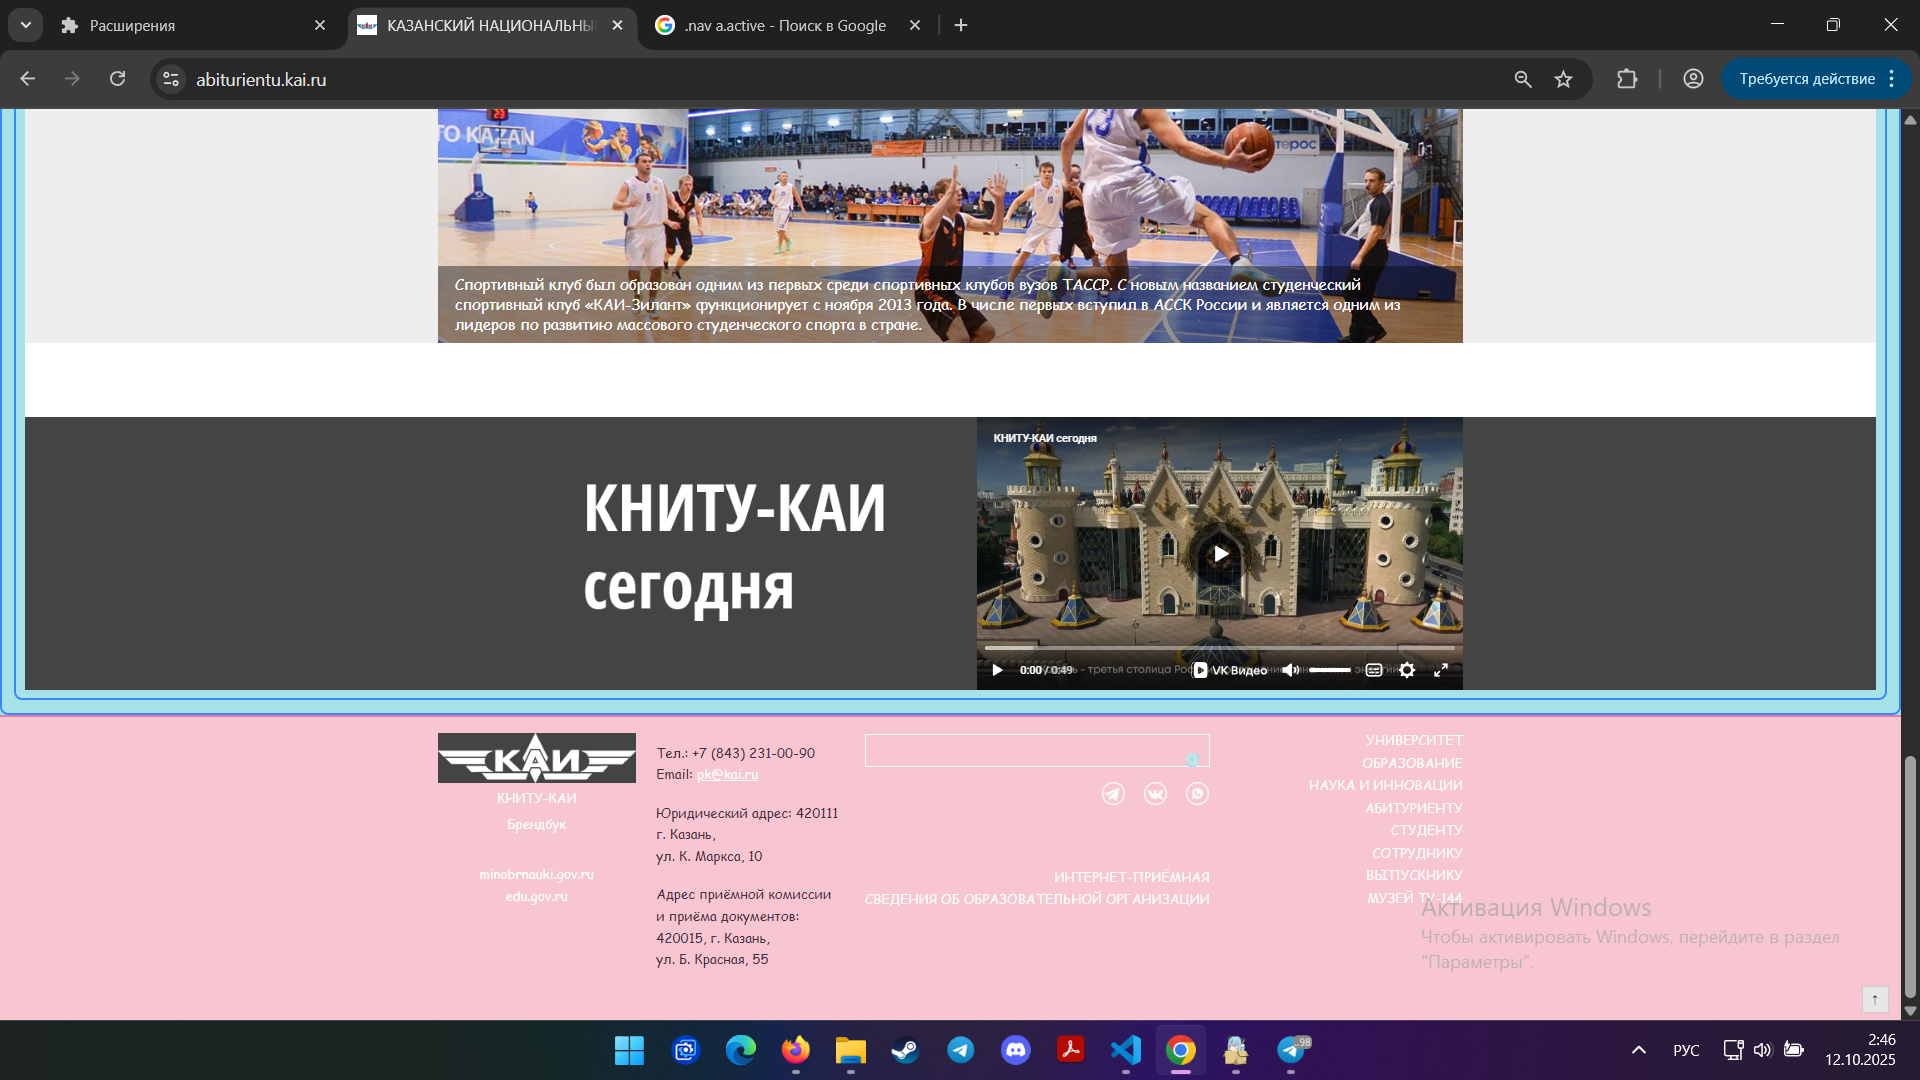 Расширения
КАЗАНСКИЙ НАЦИОНАЛЬНЫ
.nav a.active - Поиск в Google
abiturientu.kai.ru
Требуется действие
TO KAZAN
23
23
Спортивный клуб был образован одним из первых среди спортивных клубов вузов ТАССР. С новым названием студенческий
спортивный клуб «КАИ-Зилант» функционирует с ноября 2013 года. В числе первых вступил в АССК России и является одним из
лидеров по развитию массового студенческого спорта в стране.
КНИТУ-КАИ
сегодня
КНИТУ-КАИ сегодня
0:00 / 0:49
- третья столица
VK Видео
КАИ
КНИТУ-КАИ
Брендбук
minobrnauki.gov.ru
edu.gov.ru
Тел.: +7 (843) 231-00-90
Email: pk@kai.ru
Юридический адрес: 420111
г. Казань,
ул. К. Маркса, 10
Адрес приёмной комиссии
и приёма документов:
420015, г. Казань,
ул. Б. Красная, 55
ИНТЕРНЕТ-ПРИЁМНАЯ
СВЕДЕНИЯ ОБ ОБРАЗОВАТЕЛЬНОЙ ОРГАНИЗАЦИИ
УНИВЕРСИТЕТ
ОБРАЗОВАНИЕ
НАУКА И ИННОВАЦИИ
АБИТУРИЕНТУ
СТУДЕНТУ
СОТРУДНИКУ
ВЫПУСКНИКУ
МУЗЕЙ ТУ-144
Активация Windows
Чтобы активировать Windows, перейдите в раздел
"Параметры".
98
РУС
2:46
12.10.2025